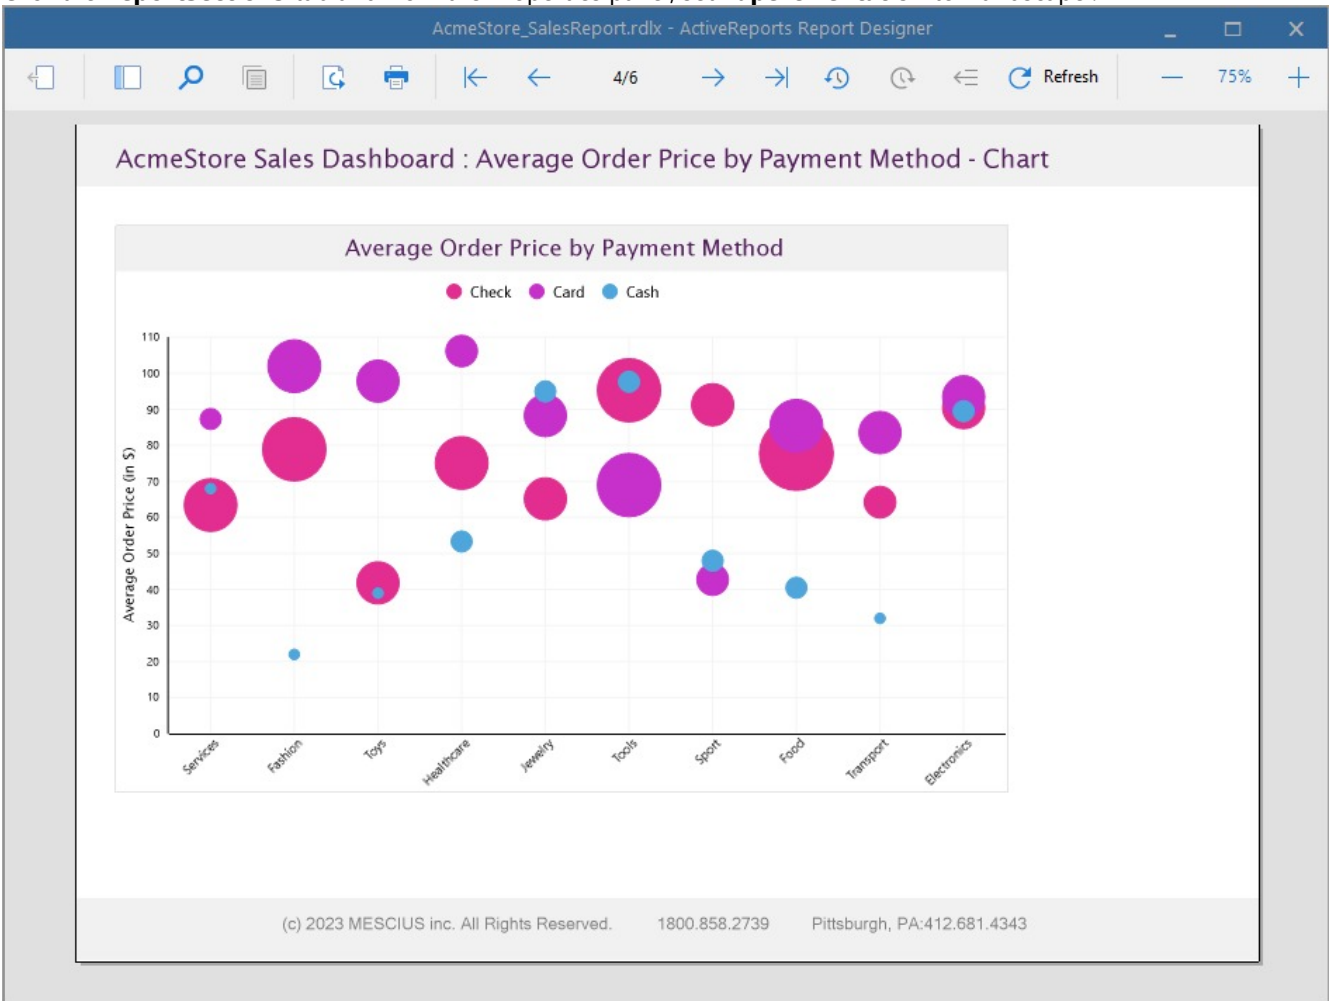 AcmeStore_SalesReport.rdlx - ActiveReports Report Designer
4/6 Refresh 75%
AcmeStore Sales Dashboard : Average Order Price by Payment Method - Chart
Average Order Price by Payment Method
Check Card Cash
Average Order Price (in $)
110
100
90
80
70
60
50
40
30
20
10
0
Services Fashion Toys Healthcare Jewelry Tools Sport Food Transport Electronics
(c) 2023 MESCIUS inc. All Rights Reserved. 1800.858.2739 Pittsburgh, PA:412.681.4343